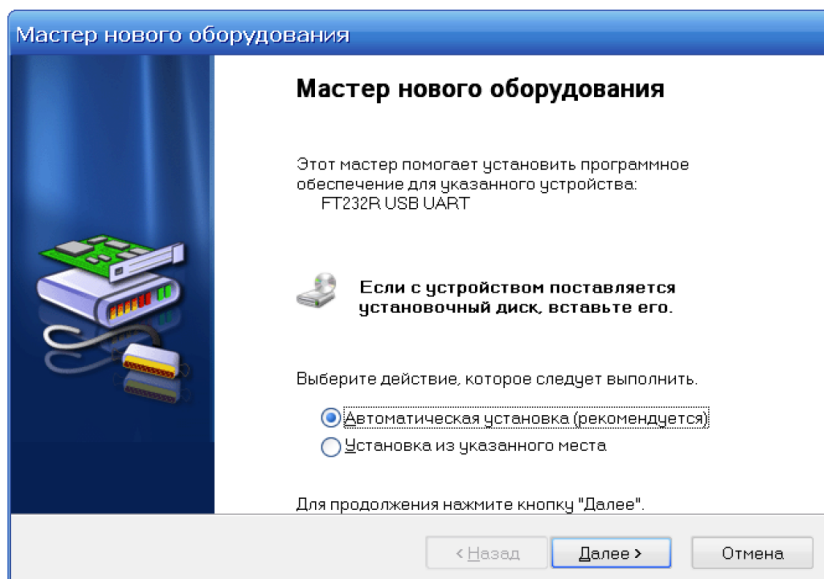 Мастер нового оборудования
Мастер нового оборудования
Этот мастер помогает установить программное
обеспечение для указанного устройства:
FT232R USB UART
Если с устройством поставляется
установочный диск, вставьте его.
Выберите действие, которое следует выполнить.
Автоматическая установка (рекомендуется)
Установка из указанного места
Для продолжения нажмите кнопку "Далее".
< Назад Далее > Отмена